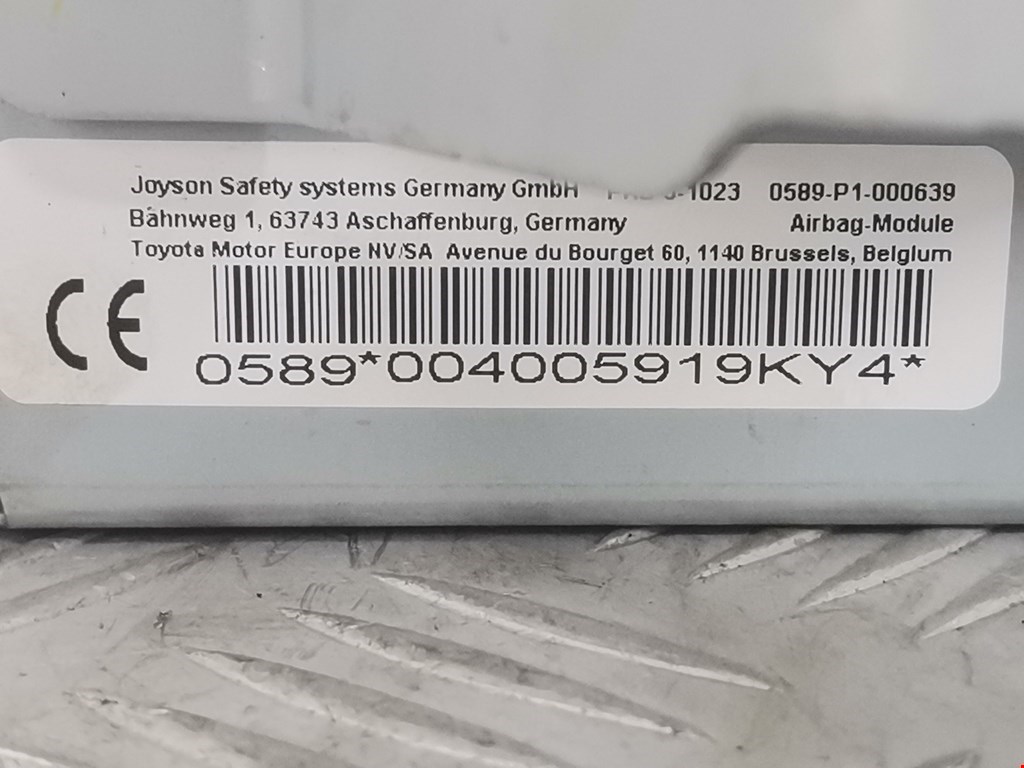 Joyson Safety systems Germany GmbH 1023 0589-P1-000639
Bahnweg 1, 63743 Aschaffenburg, Germany Airbag-Module
Toyota Motor Europe NV/SA Avenue du Bourget 60, 1140 Brussels, Belgium
CE
0589*004005919KY4*